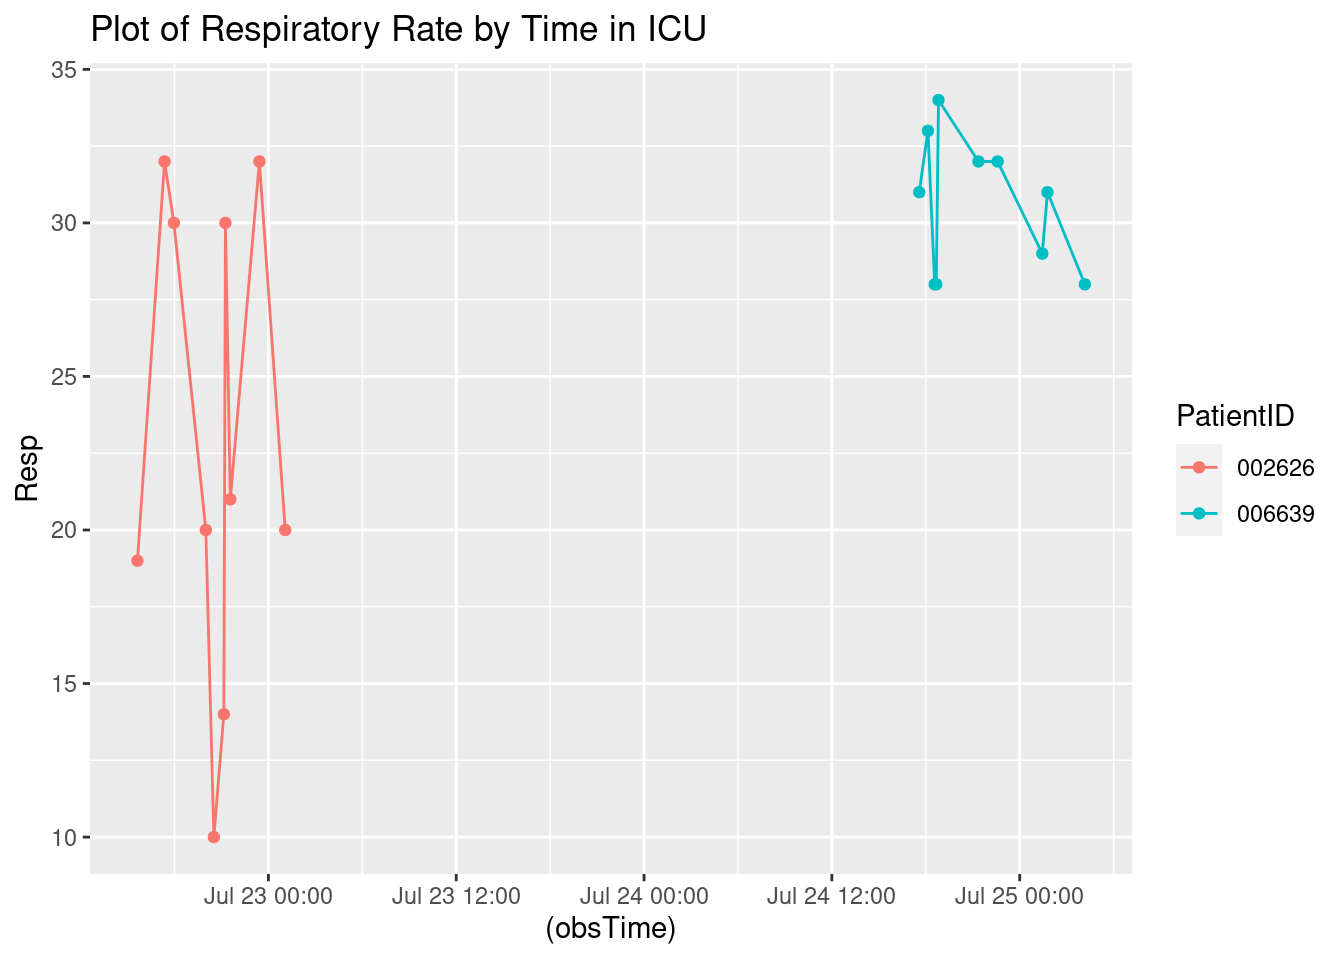 Plot of Respiratory Rate by Time in ICU
35
30
25
20
15
10
Resp
Jul 23 00:00
Jul 23 12:00
Jul 24 00:00
Jul 24 12:00
Jul 25 00:00
(obsTime)
PatientID
002626
006639